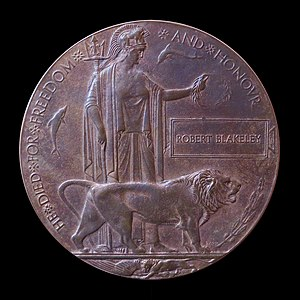 HE DIED FOR FREEDOM AND HONOUR
ROBERT BLAKELEY